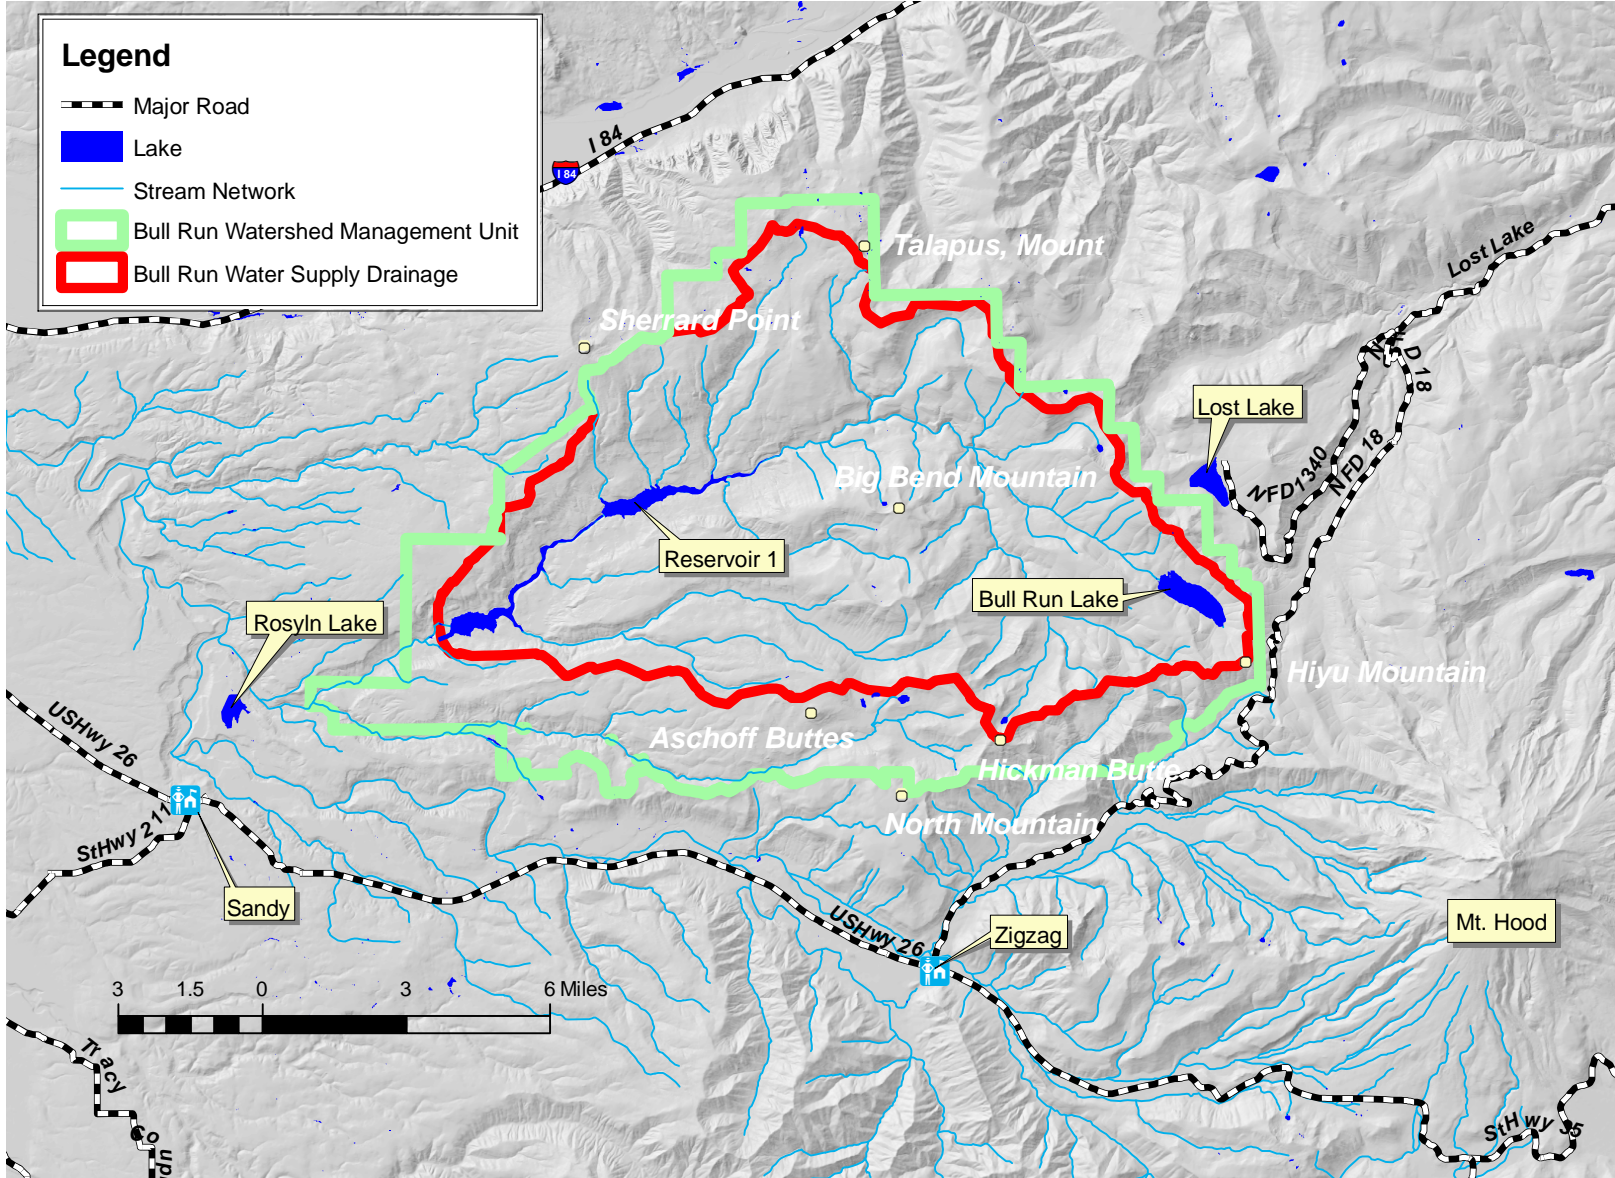 Legend
Major Road
Lake
Stream Network
Bull Run Watershed Management Unit
Bull Run Water Supply Drainage
I 84
I 84
Talapus, Mount
Lost Lake
Sherrard Point
D 18
Lost Lake
Big Bend Mountain
NFD1340
NFD 18
Reservoir 1
Bull Run Lake
Rosyln Lake
Hiyu Mountain
USHwy 26
Aschoff Buttes
Hickman Butte
North Mountain
StHwy 211
Sandy
USHwy 26
Zigzag
Mt. Hood
3 1.5 0 3 6 Miles
Tracy
StHwy 35